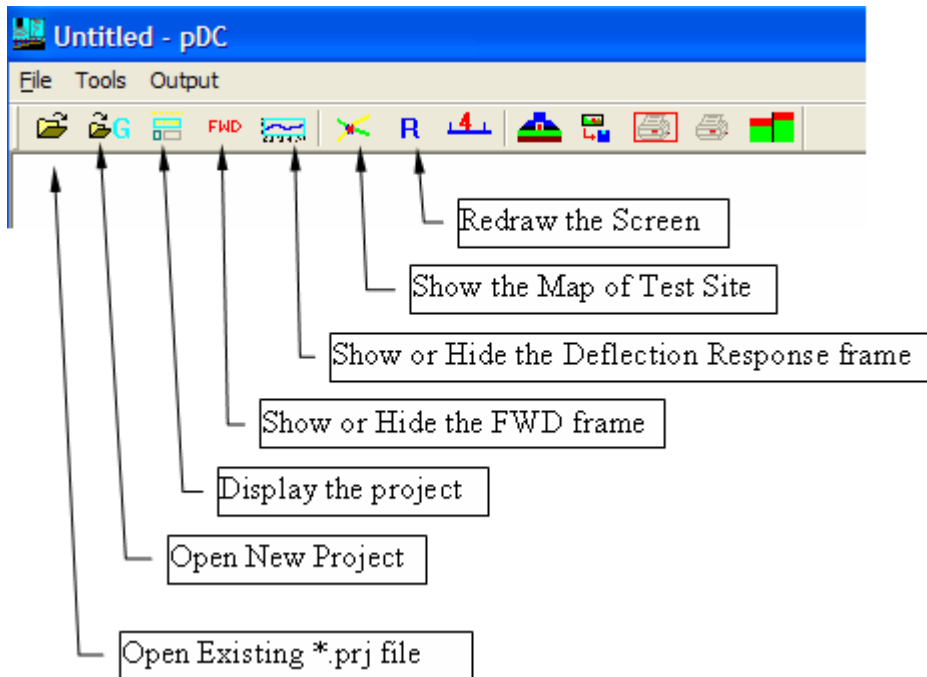 Untitled - pDC
File Tools Output
G FWD R 4
Redraw the Screen
Show the Map of Test Site
Show or Hide the Deflection Response frame
Show or Hide the FWD frame
Display the project
Open New Project
Open Existing *.prj file